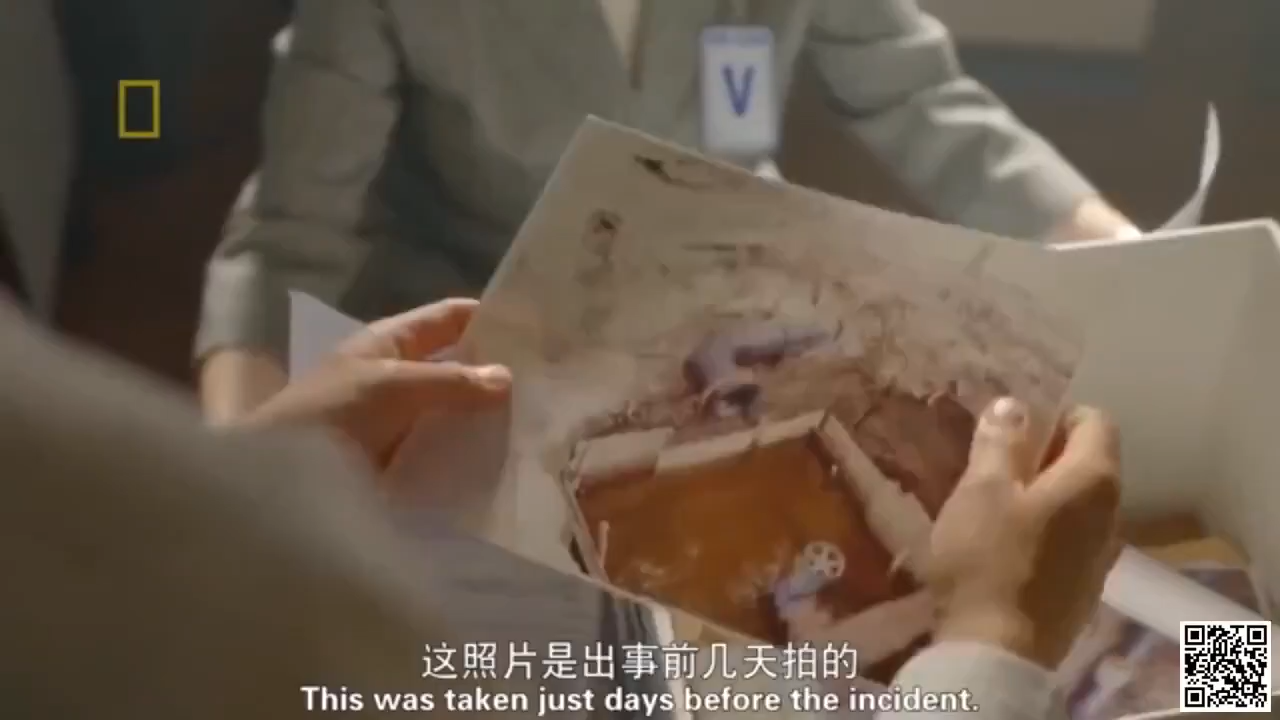 V
这照片是出事前几天拍的
This was taken just days before the incident.